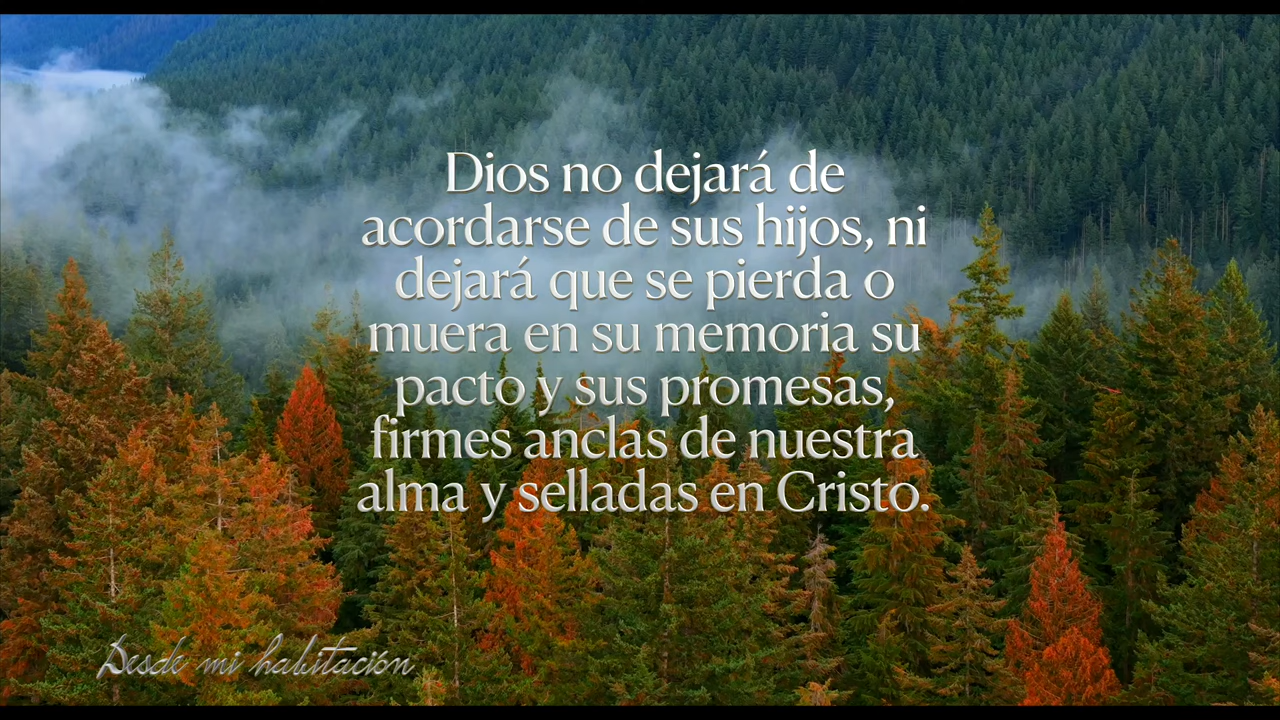 Dios no dejará de
acordarse de sus hijos, ni
dejará que se pierda o
muera en su memoria su
pacto y sus promesas,
firmes anclas de nuestra
alma y selladas en Cristo.
Desde mi habitación